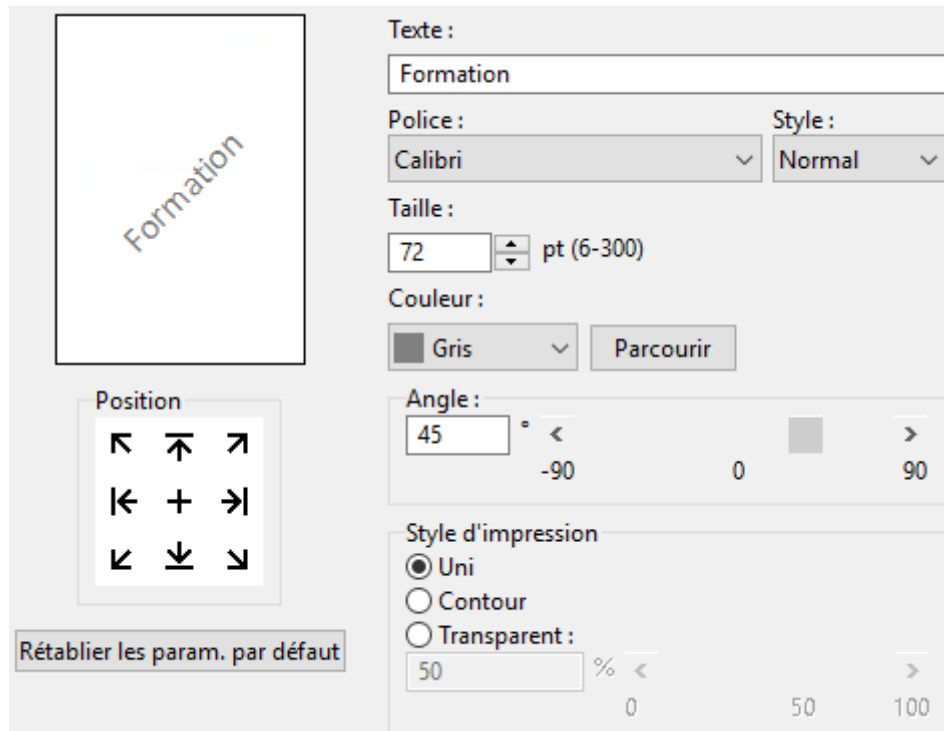 Formation
Position
Rétablier les param. par défaut
Texte :
Formation
Police :
Style :
Calibri
Normal
Taille :
72
pt (6-300)
Couleur :
Gris
Parcourir
Angle :
45 °
-90 0 90
Style d'impression
Uni
Contour
Transparent :
50 %
0 50 100